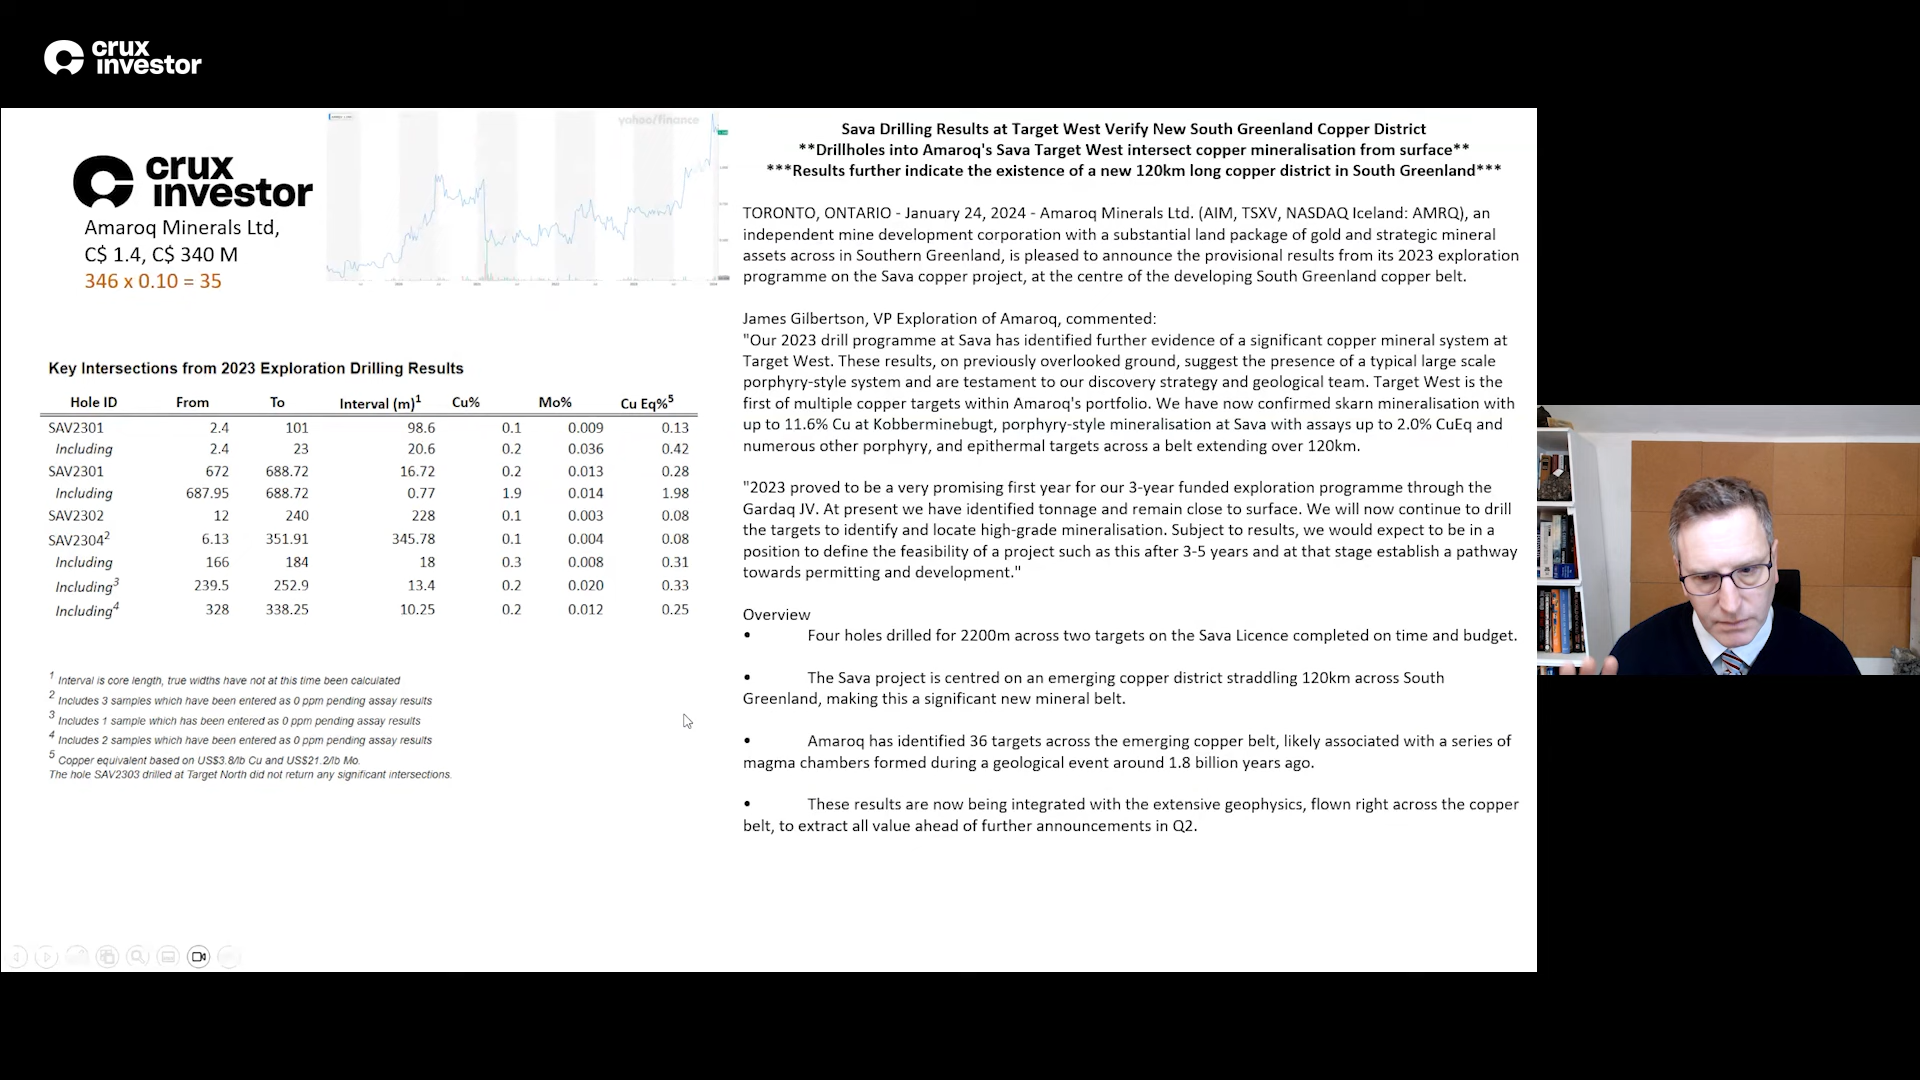 crux
investor
crux
investor
Amaroq Minerals Ltd,
C$ 1.4, C$ 340 M
346 x 0.10 = 35
yahoo/finance
Key Intersections from 2023 Exploration Drilling Results
Hole ID From To Interval (m)1 Cu% Mo% Cu Eq%5
SAV2301 2.4 101 98.6 0.1 0.009 0.13
Including 2.4 23 20.6 0.2 0.036 0.42
SAV2301 672 688.72 16.72 0.2 0.013 0.28
Including 687.95 688.72 0.77 1.9 0.014 1.98
SAV2302 12 240 228 0.1 0.003 0.08
SAV23042 6.13 351.91 345.78 0.1 0.004 0.08
Including 166 184 18 0.3 0.008 0.31
Including3 239.5 252.9 13.4 0.2 0.020 0.33
Including4 328 338.25 10.25 0.2 0.012 0.25
1 Interval is core length, true widths have not at this time been calculated
2 Includes 3 samples which have been entered as 0 ppm pending assay results
3 Includes 1 sample which has been entered as 0 ppm pending assay results
4 Includes 2 samples which have been entered as 0 ppm pending assay results
5 Copper equivalent based on US$3.8/lb Cu and US$21.2/lb Mo.
The hole SAV2303 drilled at Target North did not return any significant intersections.
Sava Drilling Results at Target West Verify New South Greenland Copper District
**Drillholes into Amaroq's Sava Target West intersect copper mineralisation from surface**
***Results further indicate the existence of a new 120km long copper district in South Greenland***
TORONTO, ONTARIO - January 24, 2024 - Amaroq Minerals Ltd. (AIM, TSXV, NASDAQ Iceland: AMRQ), an
independent mine development corporation with a substantial land package of gold and strategic mineral
assets across in Southern Greenland, is pleased to announce the provisional results from its 2023 exploration
programme on the Sava copper project, at the centre of the developing South Greenland copper belt.
James Gilbertson, VP Exploration of Amaroq, commented:
"Our 2023 drill programme at Sava has identified further evidence of a significant copper mineral system at
Target West. These results, on previously overlooked ground, suggest the presence of a typical large scale
porphyry-style system and are testament to our discovery strategy and geological team. Target West is the
first of multiple copper targets within Amaroq's portfolio. We have now confirmed skarn mineralisation with
up to 11.6% Cu at Kobberminebugt, porphyry-style mineralisation at Sava with assays up to 2.0% CuEq and
numerous other porphyry, and epithermal targets across a belt extending over 120km.
"2023 proved to be a very promising first year for our 3-year funded exploration programme through the
Gardaq JV. At present we have identified tonnage and remain close to surface. We will now continue to drill
the targets to identify and locate high-grade mineralisation. Subject to results, we would expect to be in a
position to define the feasibility of a project such as this after 3-5 years and at that stage establish a pathway
towards permitting and development."
Overview
• Four holes drilled for 2200m across two targets on the Sava Licence completed on time and budget.
• The Sava project is centred on an emerging copper district straddling 120km across South
Greenland, making this a significant new mineral belt.
• Amaroq has identified 36 targets across the emerging copper belt, likely associated with a series of
magma chambers formed during a geological event around 1.8 billion years ago.
• These results are now being integrated with the extensive geophysics, flown right across the copper
belt, to extract all value ahead of further announcements in Q2.